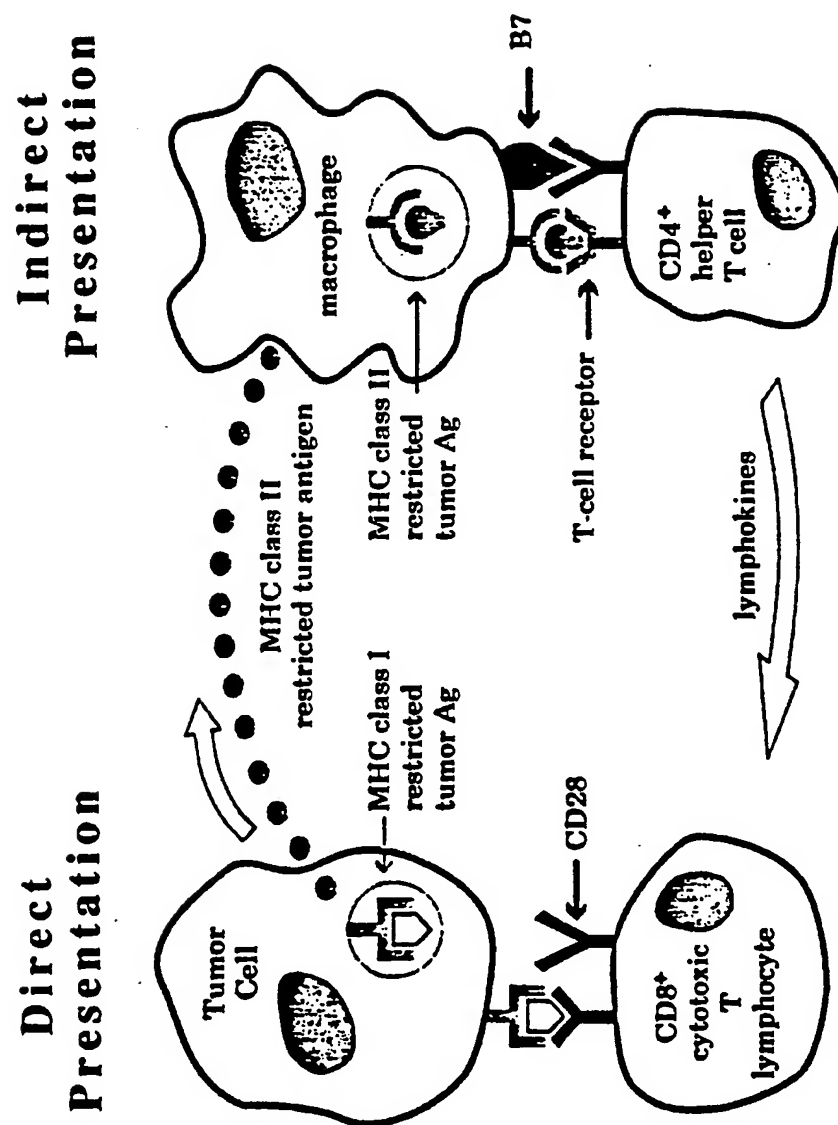 Direct
Presentation
Indirect
Presentation
Tumor
Cell
MHC class II
restricted tumor antigen
macrophage
MHC class I
restricted
tumor Ag
MHC class II
restricted
tumor Ag
CD28
T-cell receptor
B7
CD8+
cytotoxic
T
lymphocyte
CD4+
helper
T cell
lymphokines